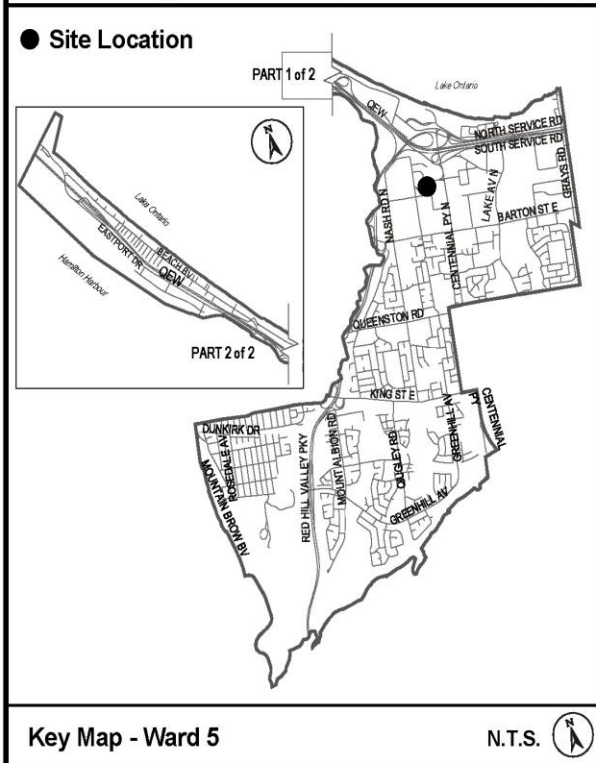 Site Location
PART 1 of 2
Lake Ontario
QEW
NORTH SERVICE RD
SOUTH SERVICE RD
GRAYS RD
LAKE AV N
NASH RD N
CENTENNIAL PY N
BARTON ST E
N
Lake Ontario
BEACH BV
EASTPORT DR
QEW
Hamilton Harbour
PART 2 of 2
QUEENSTON RD
KING ST E
CENTENNIAL PY
GREENHILL AV
DUNKIRK DR
ROSEDALE AV
MOUNTAIN BROW BV
RED HILL VALLEY PKY
MOUNT ALBION RD
QUIGLEY RD
GREENHILL AV
Key Map - Ward 5
N.T.S.
N